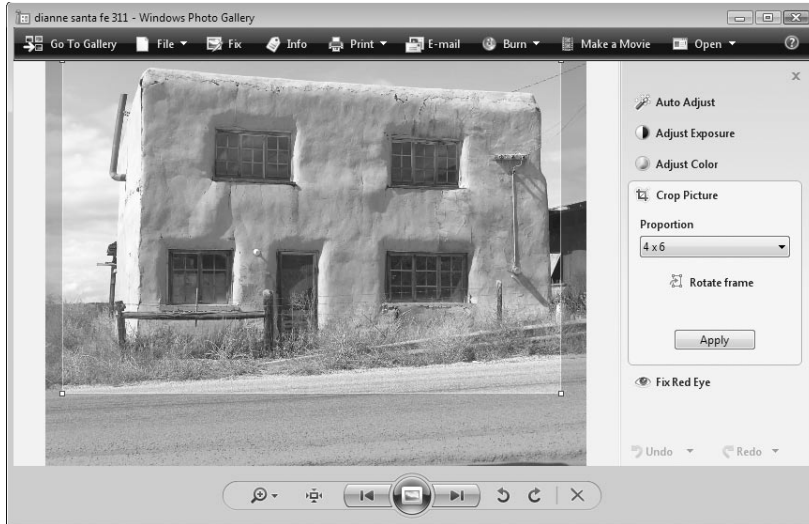 dianne santa fe 311 - Windows Photo Gallery
Go To Gallery File Fix Info Print E-mail Burn Make a Movie Open ?
x
Auto Adjust
Adjust Exposure
Adjust Color
Crop Picture
Proportion
4 x 6
Rotate frame
Apply
Fix Red Eye
Undo Redo